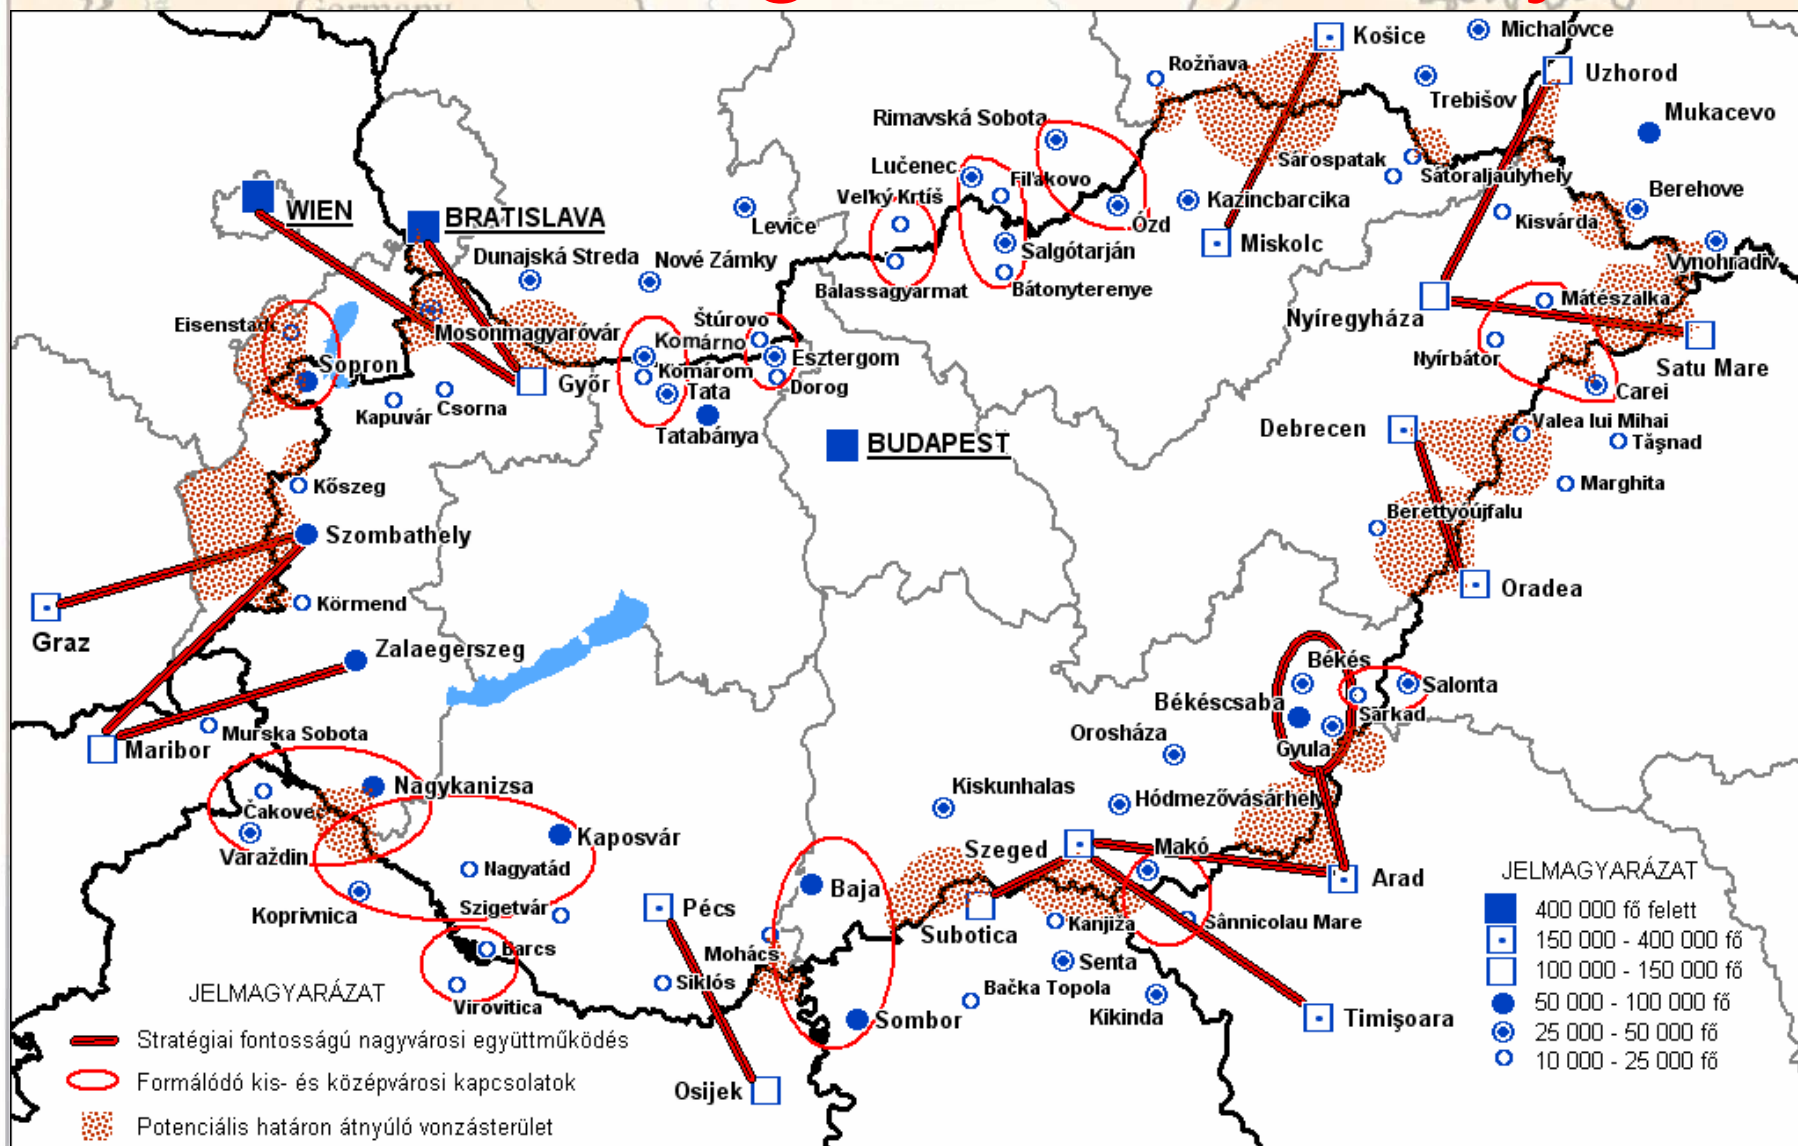 Germany
Košice
Michalovce
Uzhorod
Rožňava
Trebišov
Mukacevo
Rimavská Sobota
Sárospatak
Lučenec
Fiľakovo
Sátoraljaúlyhely
Veľký Krtíš
Kazincbarcika
Berehove
WIEN
BRATISLAVA
Levice
Ózd
Kisvárda
Miskolc
Salgótarján
Dunajská Streda
Nové Zámky
Vynohradiv
Balassagyarmat
Bátonyterenye
Mátészalka
Nyíregyháza
Eisenstadt
Mosonmagyaróvár
Štúrovo
Komárno
Esztergom
Nyírbátor
Satu Mare
Sopron
Komárom
Győr
Dorog
Tata
Carei
Kapuvár
Csorna
Tatabánya
Valea lui Mihai
Debrecen
Tăşnad
BUDAPEST
Kőszeg
Marghita
Berettyóújfalu
Szombathely
Oradea
Körmend
Graz
Zalaegerszeg
Békés
Salonta
Békéscsaba
Sarkad
Murska Sobota
Maribor
Orosháza
Gyula
Nagykanizsa
Kiskunhalas
Hódmezővásárhely
Čakovec
Kaposvár
Varaždin
Szeged
Makó
Nagyatád
Arad
Baja
Koprivnica
Szigetvár
Pécs
Subotica
Kanjiža
Sânnicolau Mare
Barcs
Mohács
Senta
Siklós
Bačka Topola
Virovitica
Sombor
Kikinda
Timişoara
Osijek
JELMAGYARÁZAT
400 000 fő felett
150 000 - 400 000 fő
100 000 - 150 000 fő
50 000 - 100 000 fő
25 000 - 50 000 fő
10 000 - 25 000 fő
JELMAGYARÁZAT
Stratégiai fontosságú nagyvárosi együttműködés
Formálódó kis- és középvárosi kapcsolatok
Potenciális határon átnyúló vonzásterület